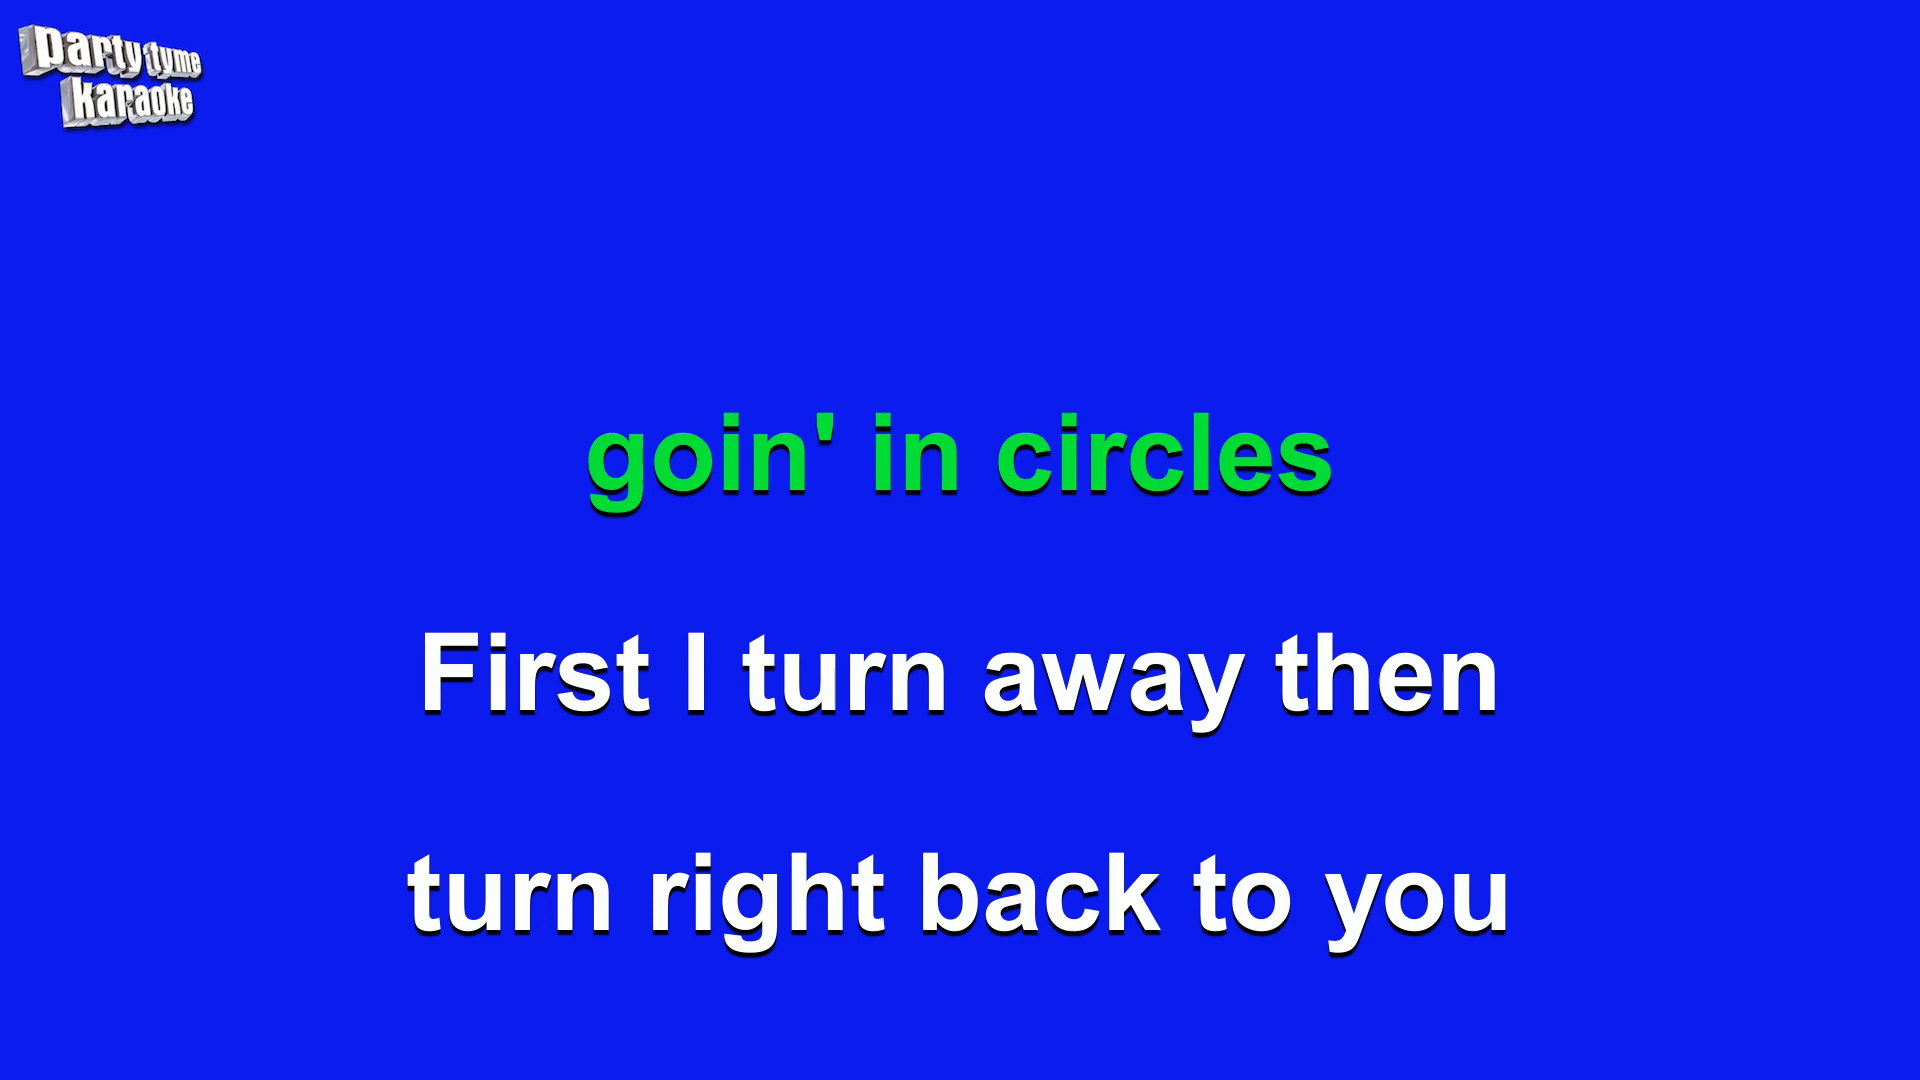 party tyme
karaoke
goin' in circles
First I turn away then
turn right back to you